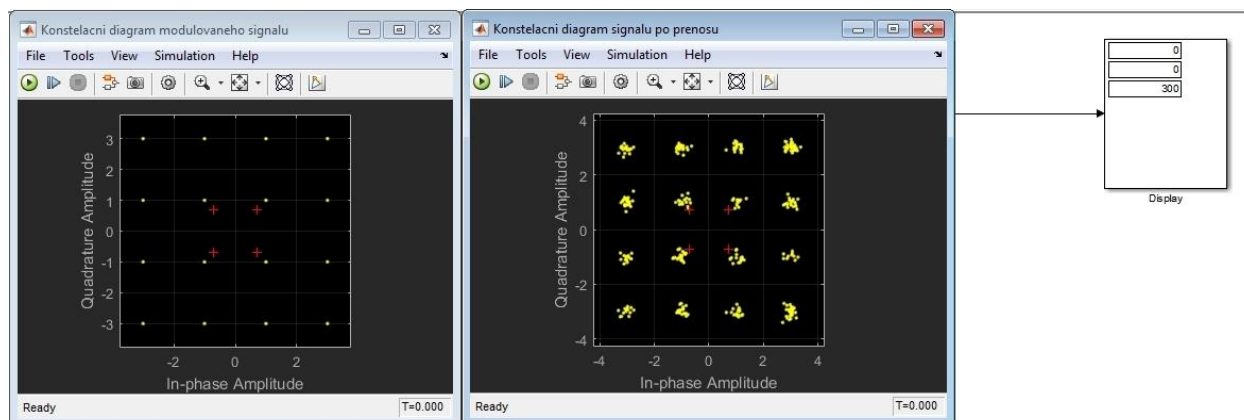 Konstelacni diagram modulovaneho signalu
File Tools View Simulation Help
3
2
1
0
-1
-2
-3
Quadrature Amplitude
-2 0 2
In-phase Amplitude
Ready T=0.000
Konstelacni diagram signalu po prenosu
File Tools View Simulation Help
4
2
0
-2
-4
Quadrature Amplitude
-4 -2 0 2 4
In-phase Amplitude
Ready T=0.000
0
0
300
Display